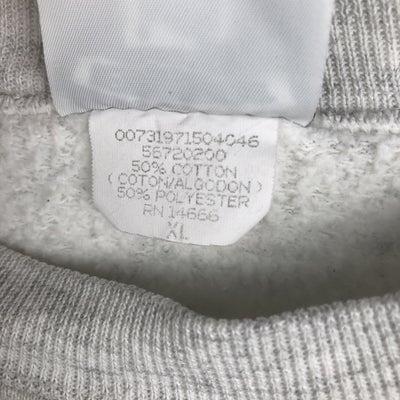 00731971504046
56720200
50% COTTON
(COTON/ALGODON)
50% POLYESTER
RN 14666
XL